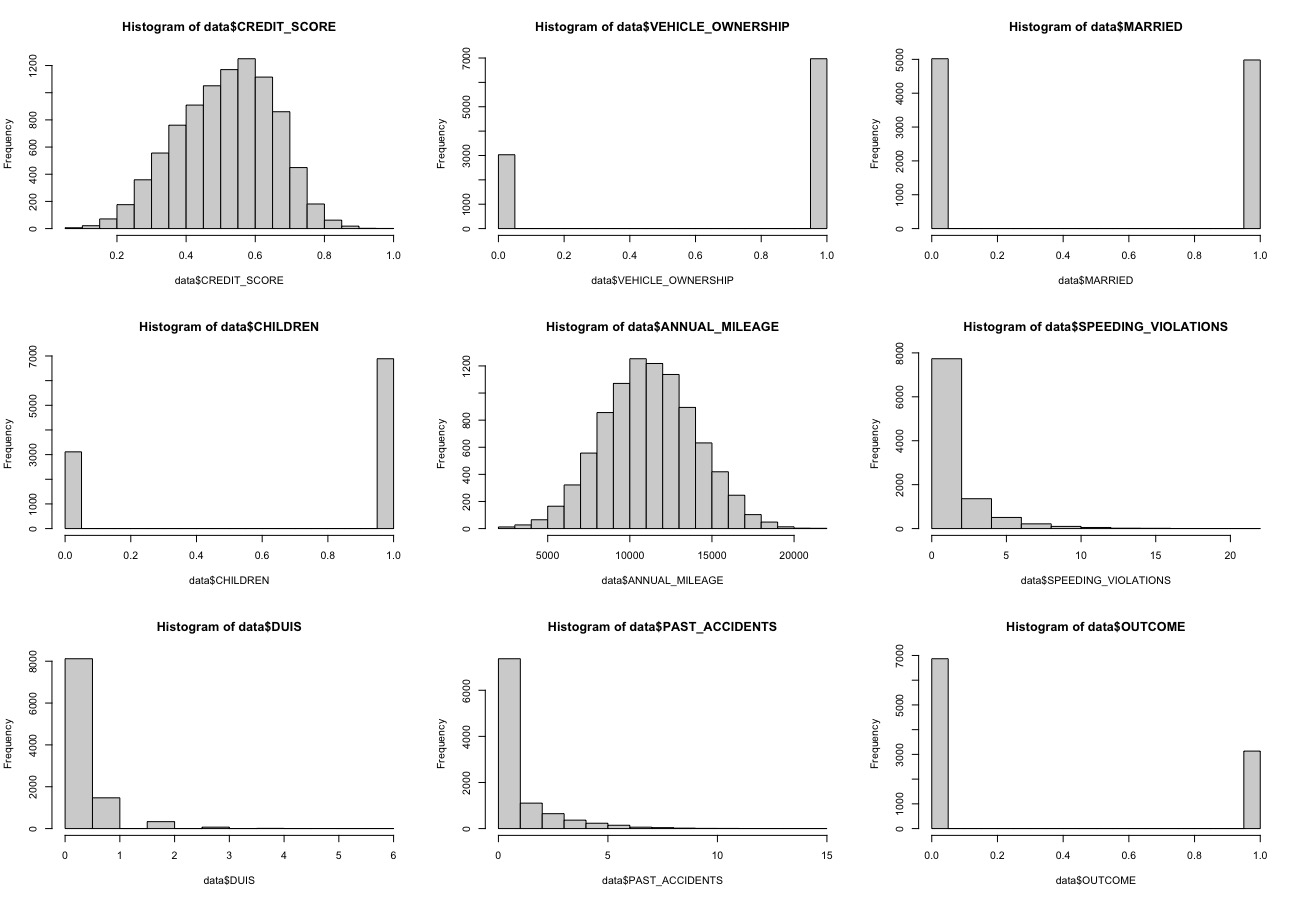 Histogram of data$CREDIT_SCORE
Frequency
0 200 400 600 800 1200
0.2 0.4 0.6 0.8 1.0
data$CREDIT_SCORE
Histogram of data$VEHICLE_OWNERSHIP
Frequency
0 1000 3000 5000 7000
0.0 0.2 0.4 0.6 0.8 1.0
data$VEHICLE_OWNERSHIP
Histogram of data$MARRIED
Frequency
0 1000 2000 3000 4000 5000
0.0 0.2 0.4 0.6 0.8 1.0
data$MARRIED
Histogram of data$CHILDREN
Frequency
0 1000 3000 5000 7000
0.0 0.2 0.4 0.6 0.8 1.0
data$CHILDREN
Histogram of data$ANNUAL_MILEAGE
Frequency
0 200 400 600 800 1200
5000 10000 15000 20000
data$ANNUAL_MILEAGE
Histogram of data$SPEEDING_VIOLATIONS
Frequency
0 2000 4000 6000 8000
0 5 10 15 20
data$SPEEDING_VIOLATIONS
Histogram of data$DUIS
Frequency
0 2000 4000 6000 8000
0 1 2 3 4 5 6
data$DUIS
Histogram of data$PAST_ACCIDENTS
Frequency
0 2000 4000 6000
0 5 10 15
data$PAST_ACCIDENTS
Histogram of data$OUTCOME
Frequency
0 1000 3000 5000 7000
0.0 0.2 0.4 0.6 0.8 1.0
data$OUTCOME